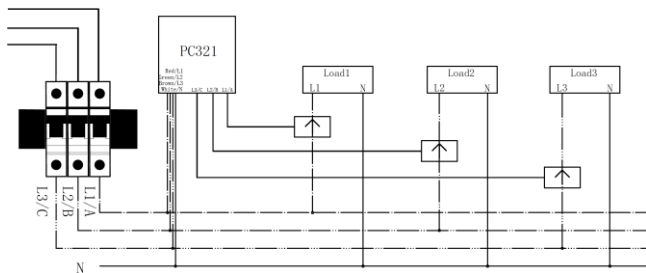 PC321
Red/L1
Green/L2
Brown/L3
White/N
L3/C L2/B L1/A
Load1
L1 N
Load2
L2 N
Load3
L3 N
L3/C
L2/B
L1/A
N